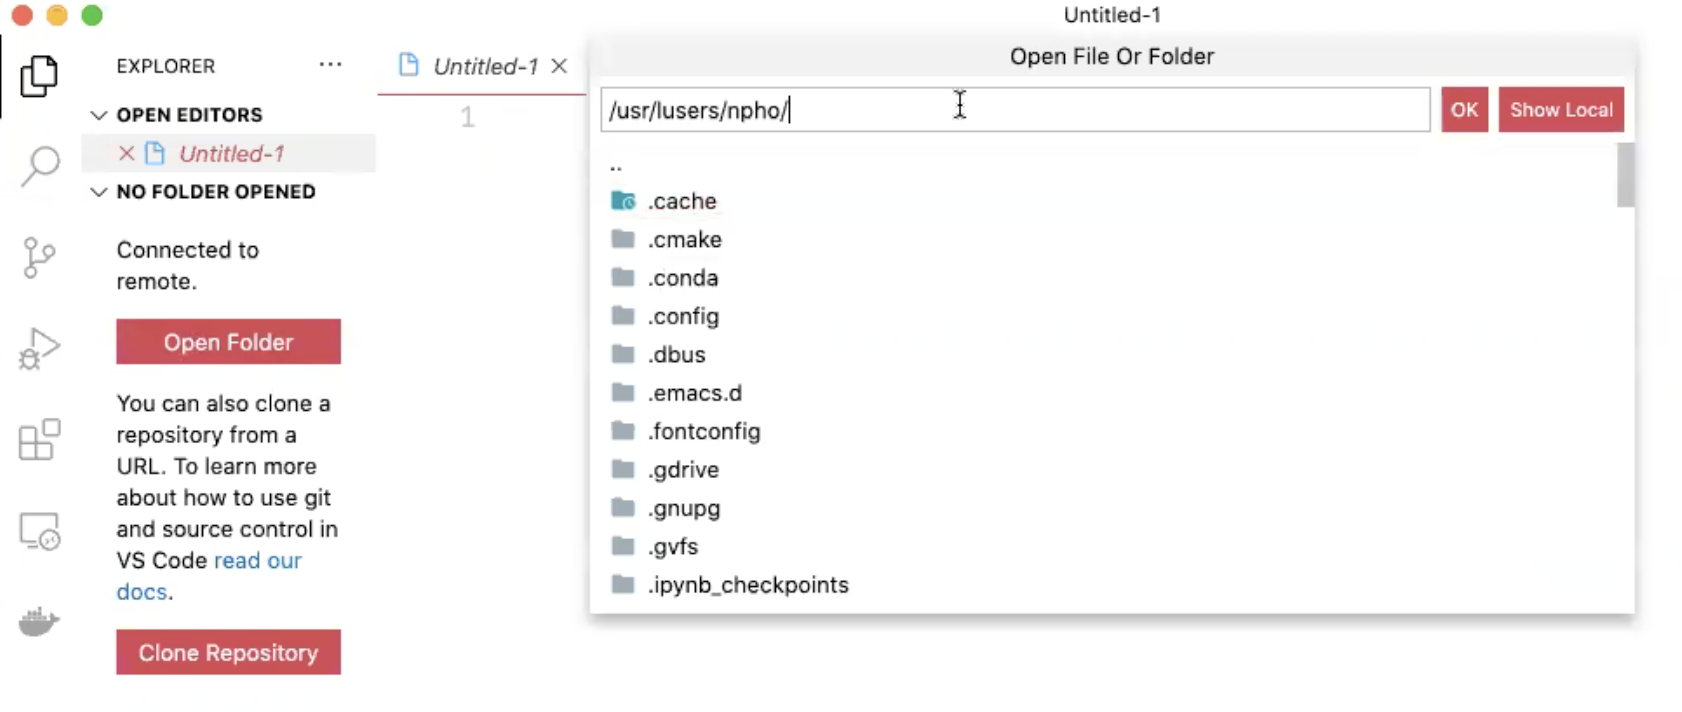 Untitled-1
EXPLORER ...
OPEN EDITORS
Untitled-1
NO FOLDER OPENED
Connected to
remote.
Open Folder
You can also clone a
repository from a
URL. To learn more
about how to use git
and source control in
VS Code read our
docs.
Clone Repository
Untitled-1
1
Open File Or Folder
/usr/lusers/npho/
OK
Show Local
..
.cache
.cmake
.conda
.config
.dbus
.emacs.d
.fontconfig
.gdrive
.gnupg
.gvfs
.ipynb_checkpoints